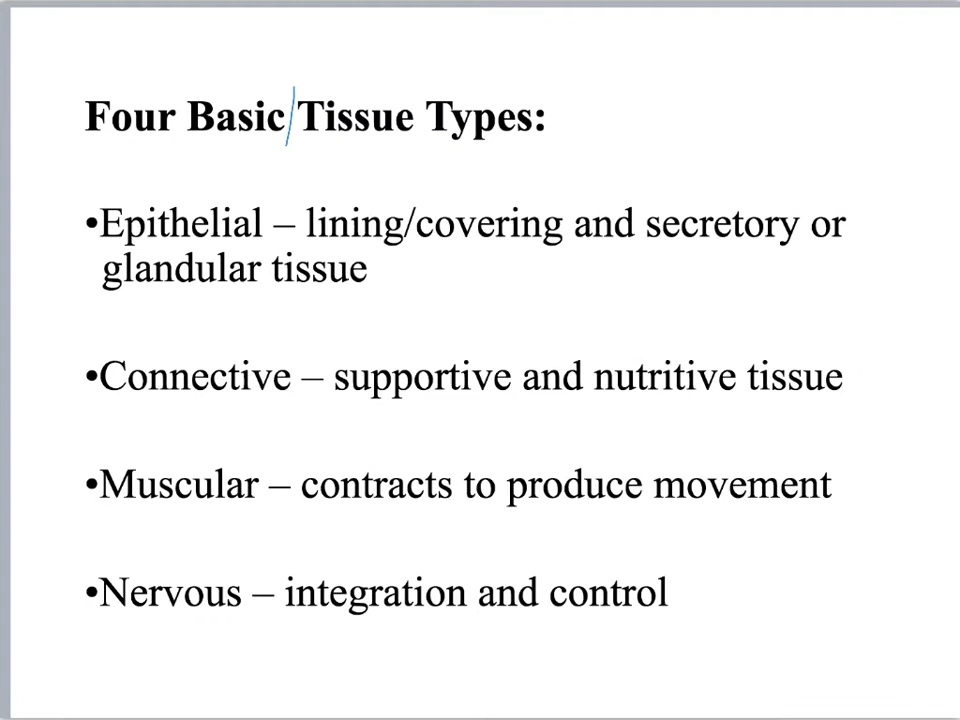 Four Basic Tissue Types:
•Epithelial – lining/covering and secretory or
glandular tissue
•Connective – supportive and nutritive tissue
•Muscular – contracts to produce movement
•Nervous – integration and control